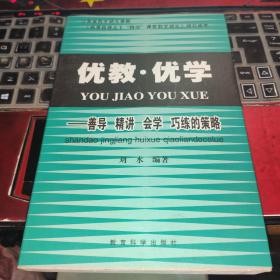 优教·优学
YOU JIAO YOU XUE
——善导 精讲 会学 巧练的策略
shandao jingjiang huixue qiaoliandecelue
刘水 编著
教育科学出版社